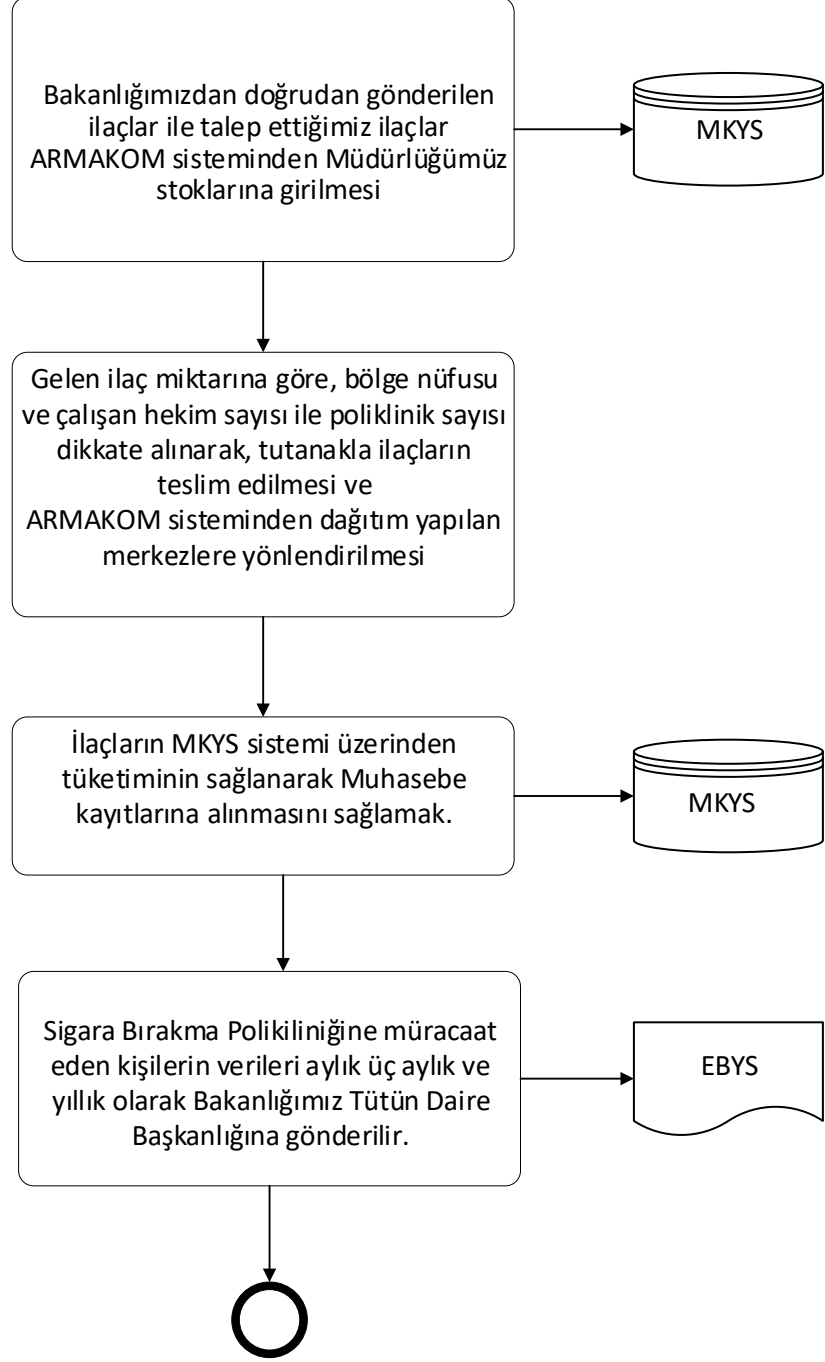 Bakanlığımızdan doğrudan gönderilen
ilaçlar ile talep ettiğimiz ilaçlar
ARMAKOM sisteminden Müdürlüğümüz
stoklarına girilmesi
MKYS
Gelen ilaç miktarına göre, bölge nüfusu
ve çalışan hekim sayısı ile poliklinik sayısı
dikkate alınarak, tutanakla ilaçların
teslim edilmesi ve
ARMAKOM sisteminden dağıtım yapılan
merkezlere yönlendirilmesi
İlaçların MKYS sistemi üzerinden
tüketiminin sağlanarak Muhasebe
kayıtlarına alınmasını sağlamak.
MKYS
Sigara Bırakma Polikiliniğine müracaat
eden kişilerin verileri aylık üç aylık ve
yıllık olarak Bakanlığımız Tütün Daire
Başkanlığına gönderilir.
EBYS